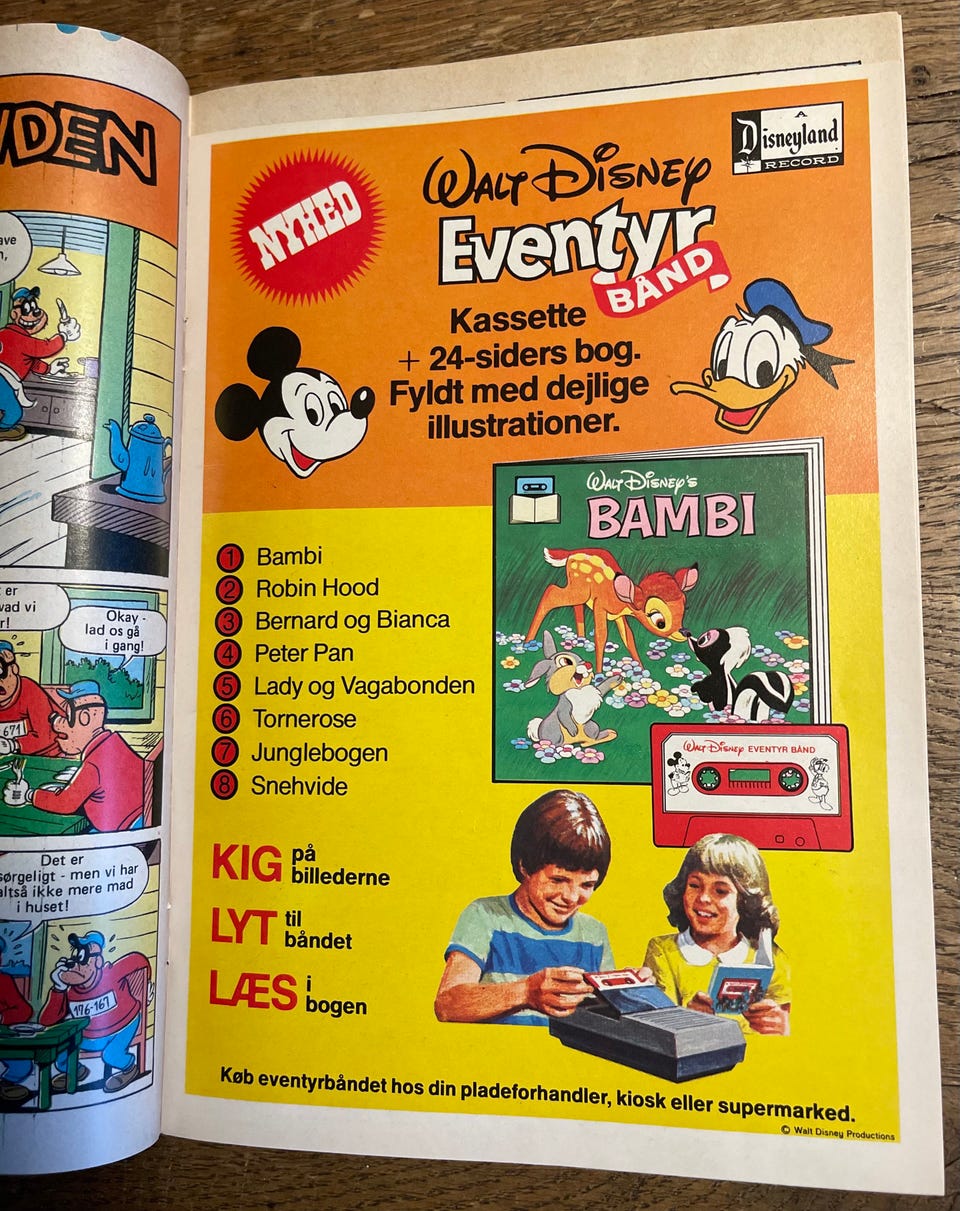 Okay -
lad os gå
i gang!
671
Det er
sørgeligt - men vi har
altså ikke mere mad
i huset!
176-167
NYHED
WALT DISNEY
Eventyr
BÅND
A
Disneyland
RECORD
Kassette
+ 24-siders bog.
Fyldt med dejlige
illustrationer.
WALT DISNEY'S
BAMBI
1 Bambi
2 Robin Hood
3 Bernard og Bianca
4 Peter Pan
5 Lady og Vagabonden
6 Tornerose
7 Junglebogen
8 Snehvide
WALT DISNEY EVENTYR BÅND
KIG på
billederne
LYT til
båndet
LÆS i
bogen
Køb eventyrbåndet hos din pladeforhandler, kiosk eller supermarked.
© Walt Disney Productions